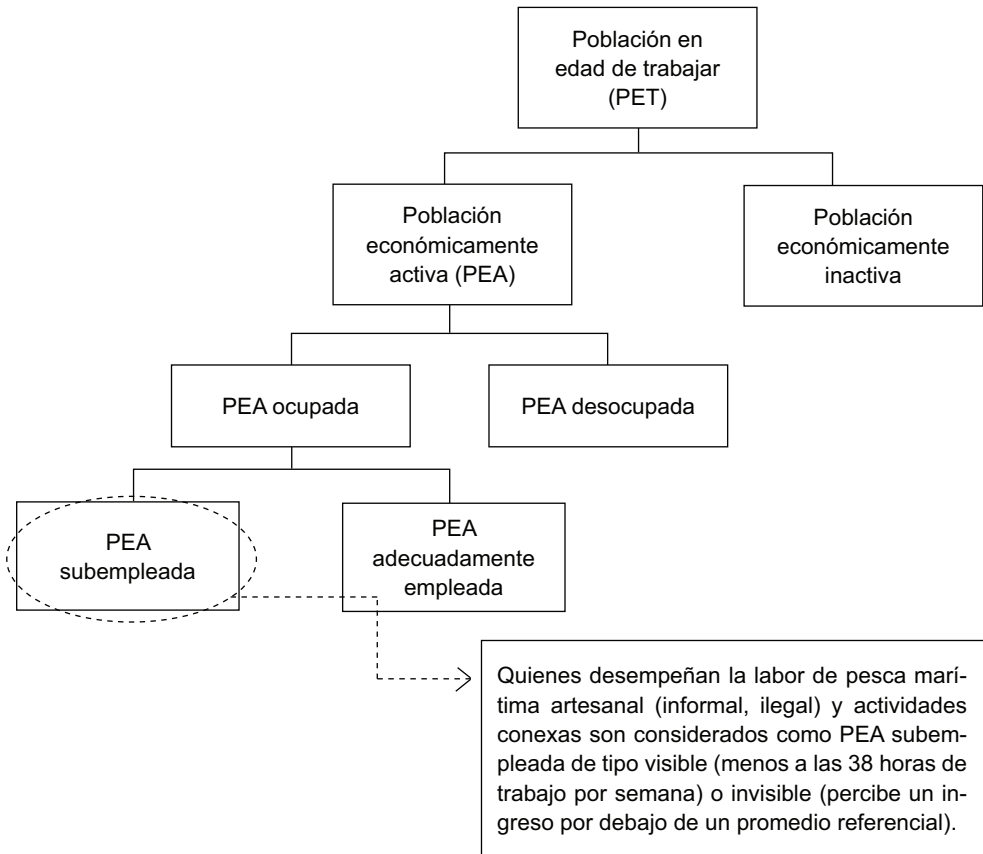 Población en
edad de trabajar
(PET)
Población
económicamente
activa (PEA)
Población
económicamente
inactiva
PEA ocupada
PEA desocupada
PEA
subempleada
PEA
adecuadamente
empleada
Quienes desempeñan la labor de pesca marí-
tima artesanal (informal, ilegal) y actividades
conexas son considerados como PEA subem-
pleada de tipo visible (menos a las 38 horas de
trabajo por semana) o invisible (percibe un in-
greso por debajo de un promedio referencial).